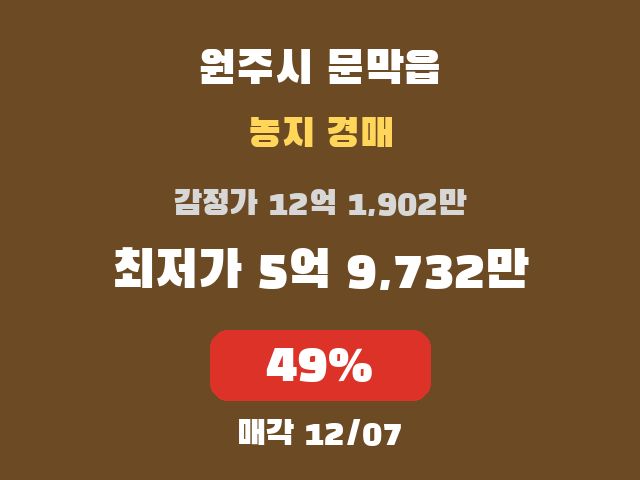 원주시 문막읍
농지 경매
감정가 12억 1,902만
최저가 5억 9,732만
49%
매각 12/07